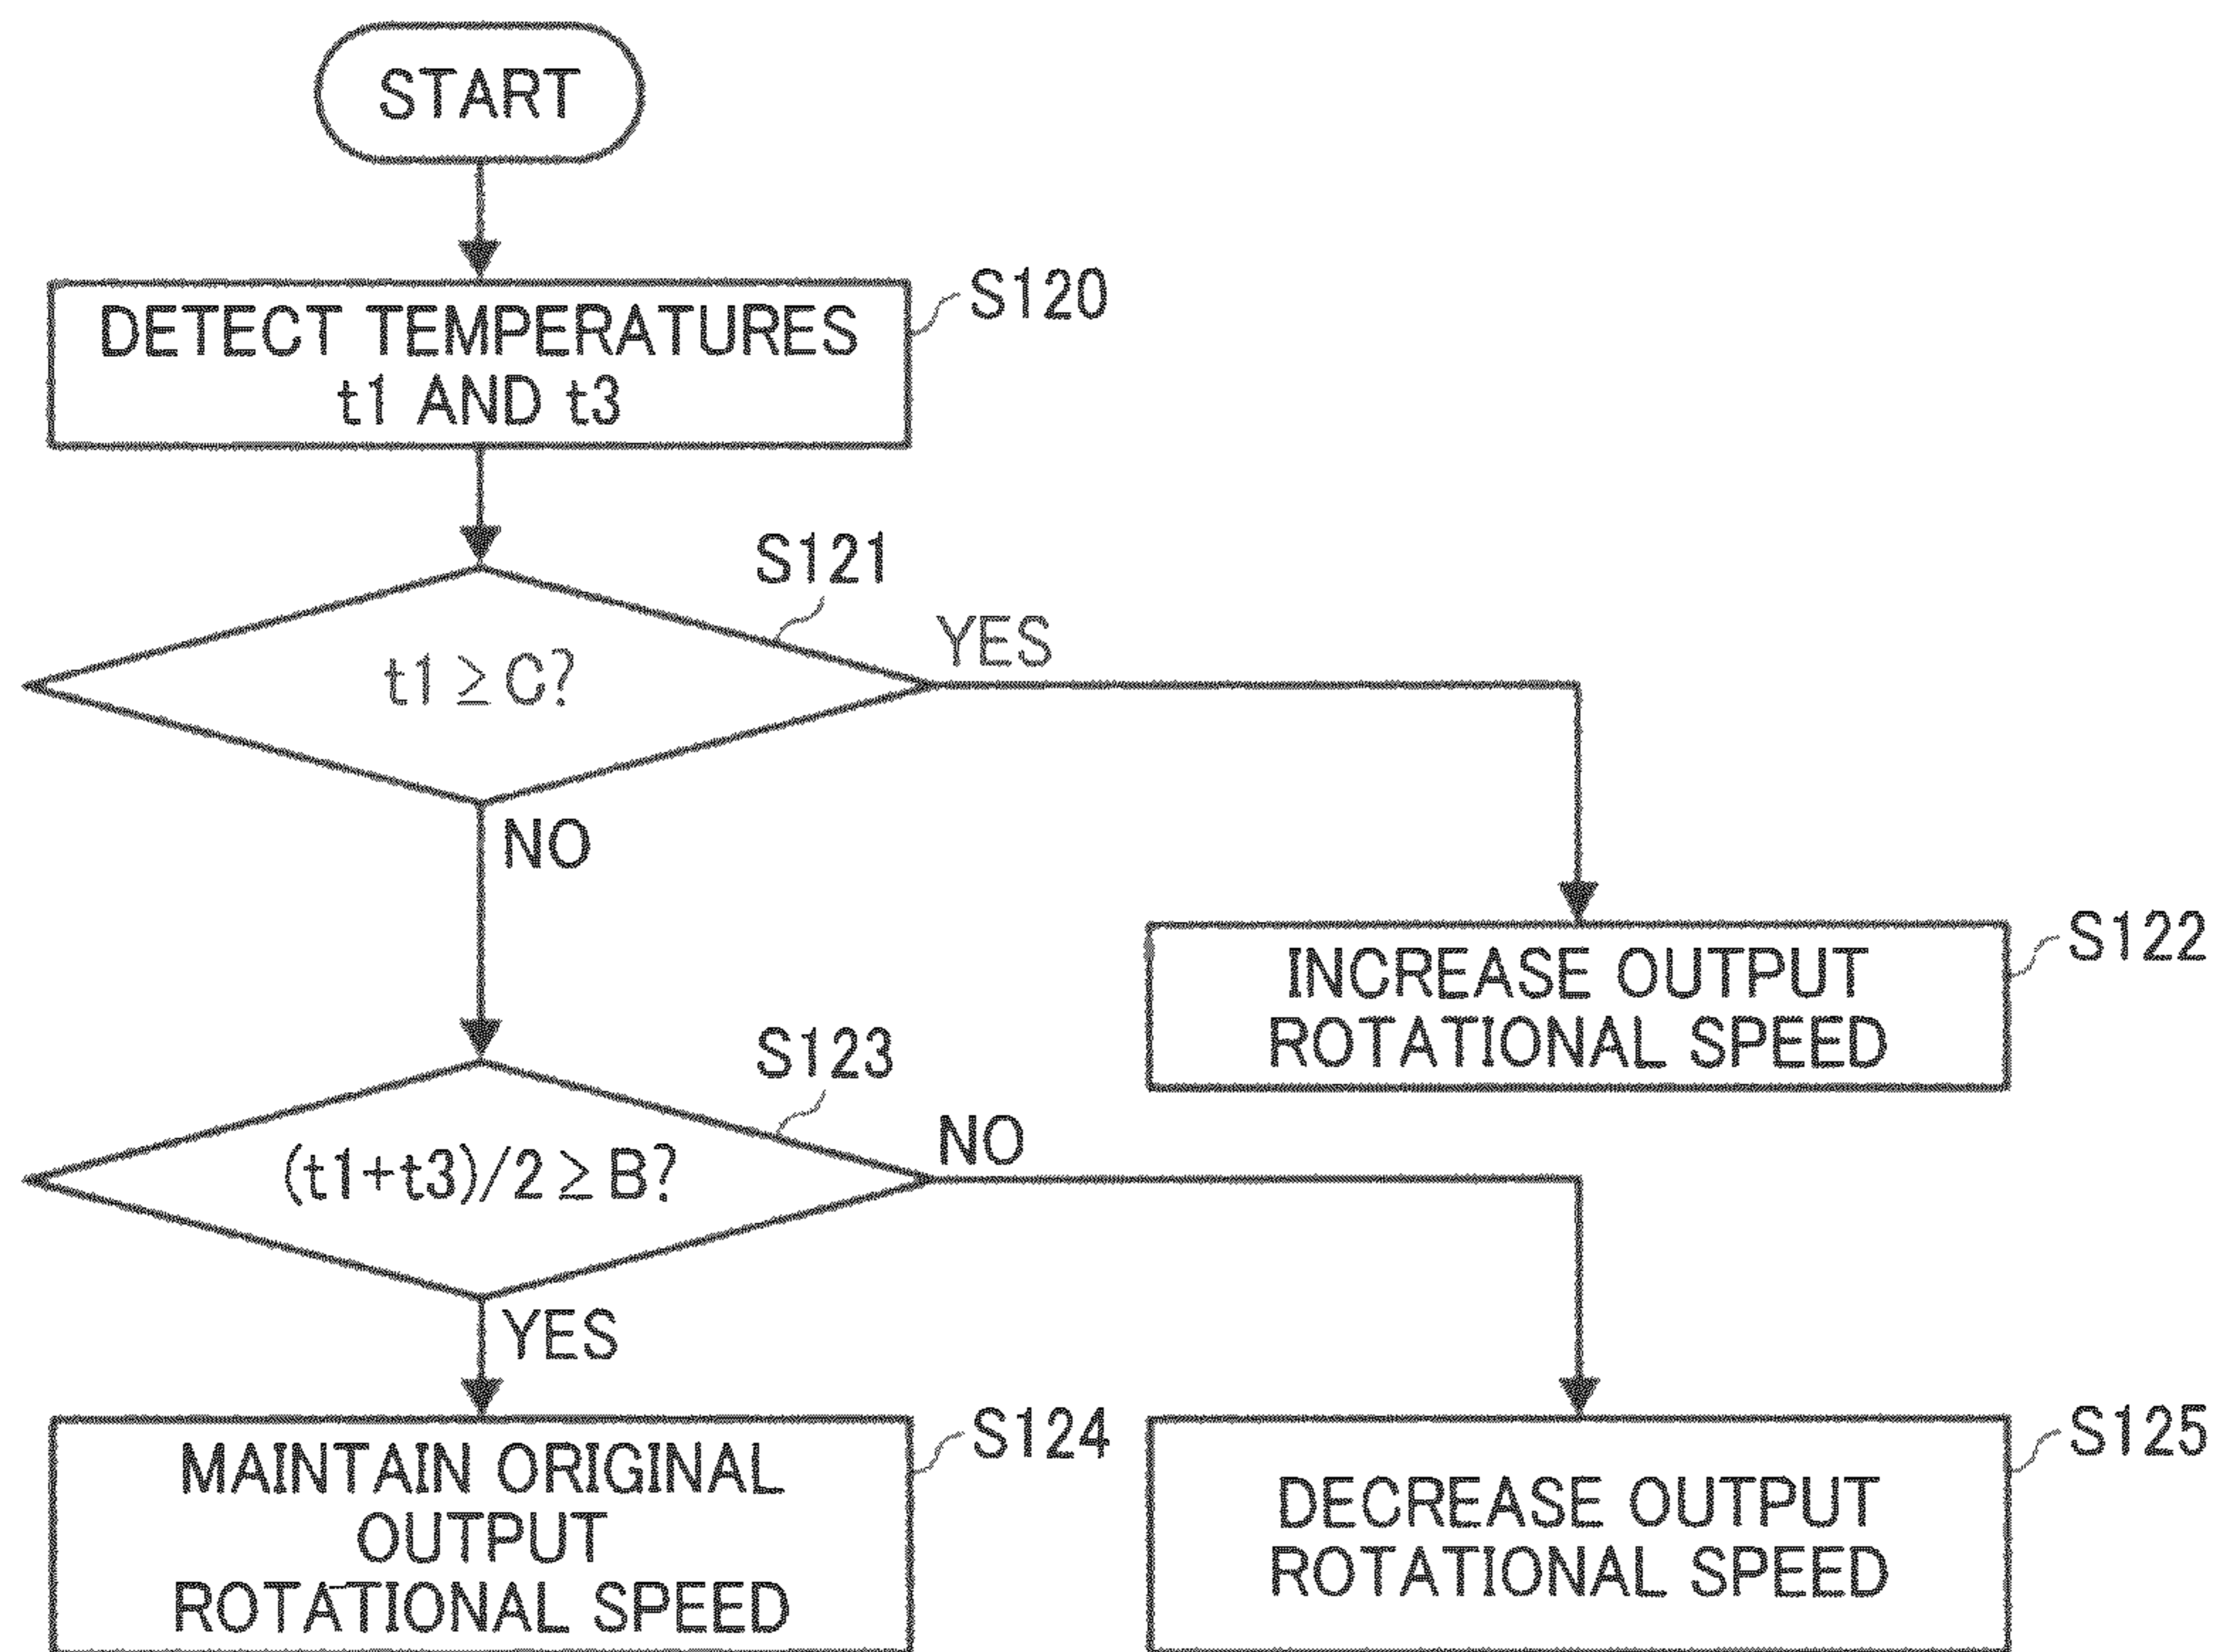 START
DETECT TEMPERATURES
t1 AND t3
S120
S121
t1 ≥ C?
YES
NO
INCREASE OUTPUT
ROTATIONAL SPEED
S122
S123
(t1+t3)/2 ≥ B?
NO
YES
MAINTAIN ORIGINAL
OUTPUT
ROTATIONAL SPEED
S124
DECREASE OUTPUT
ROTATIONAL SPEED
S125